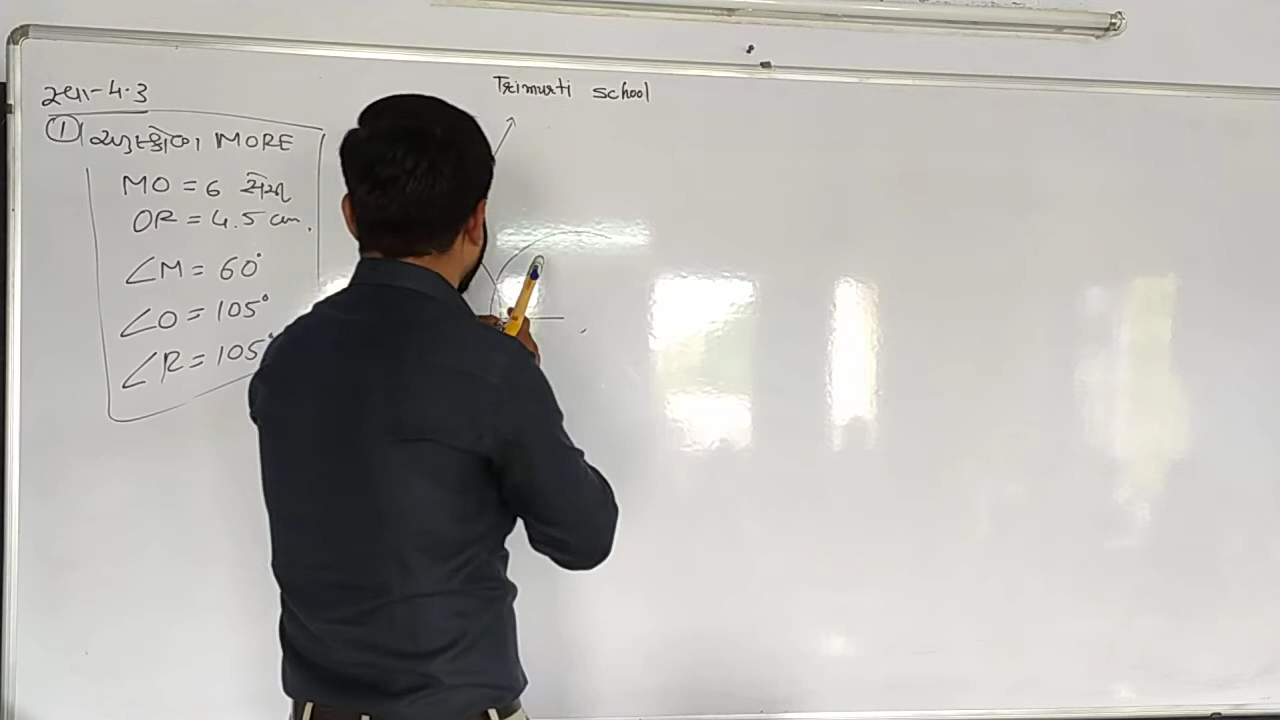 સ્વા-4.3
Trimurti School
① ચતુષ્કોણ MORE
MO = 6 સેમી
OR = 4.5 cm.
∠M = 60°
∠O = 105°
∠R = 105°